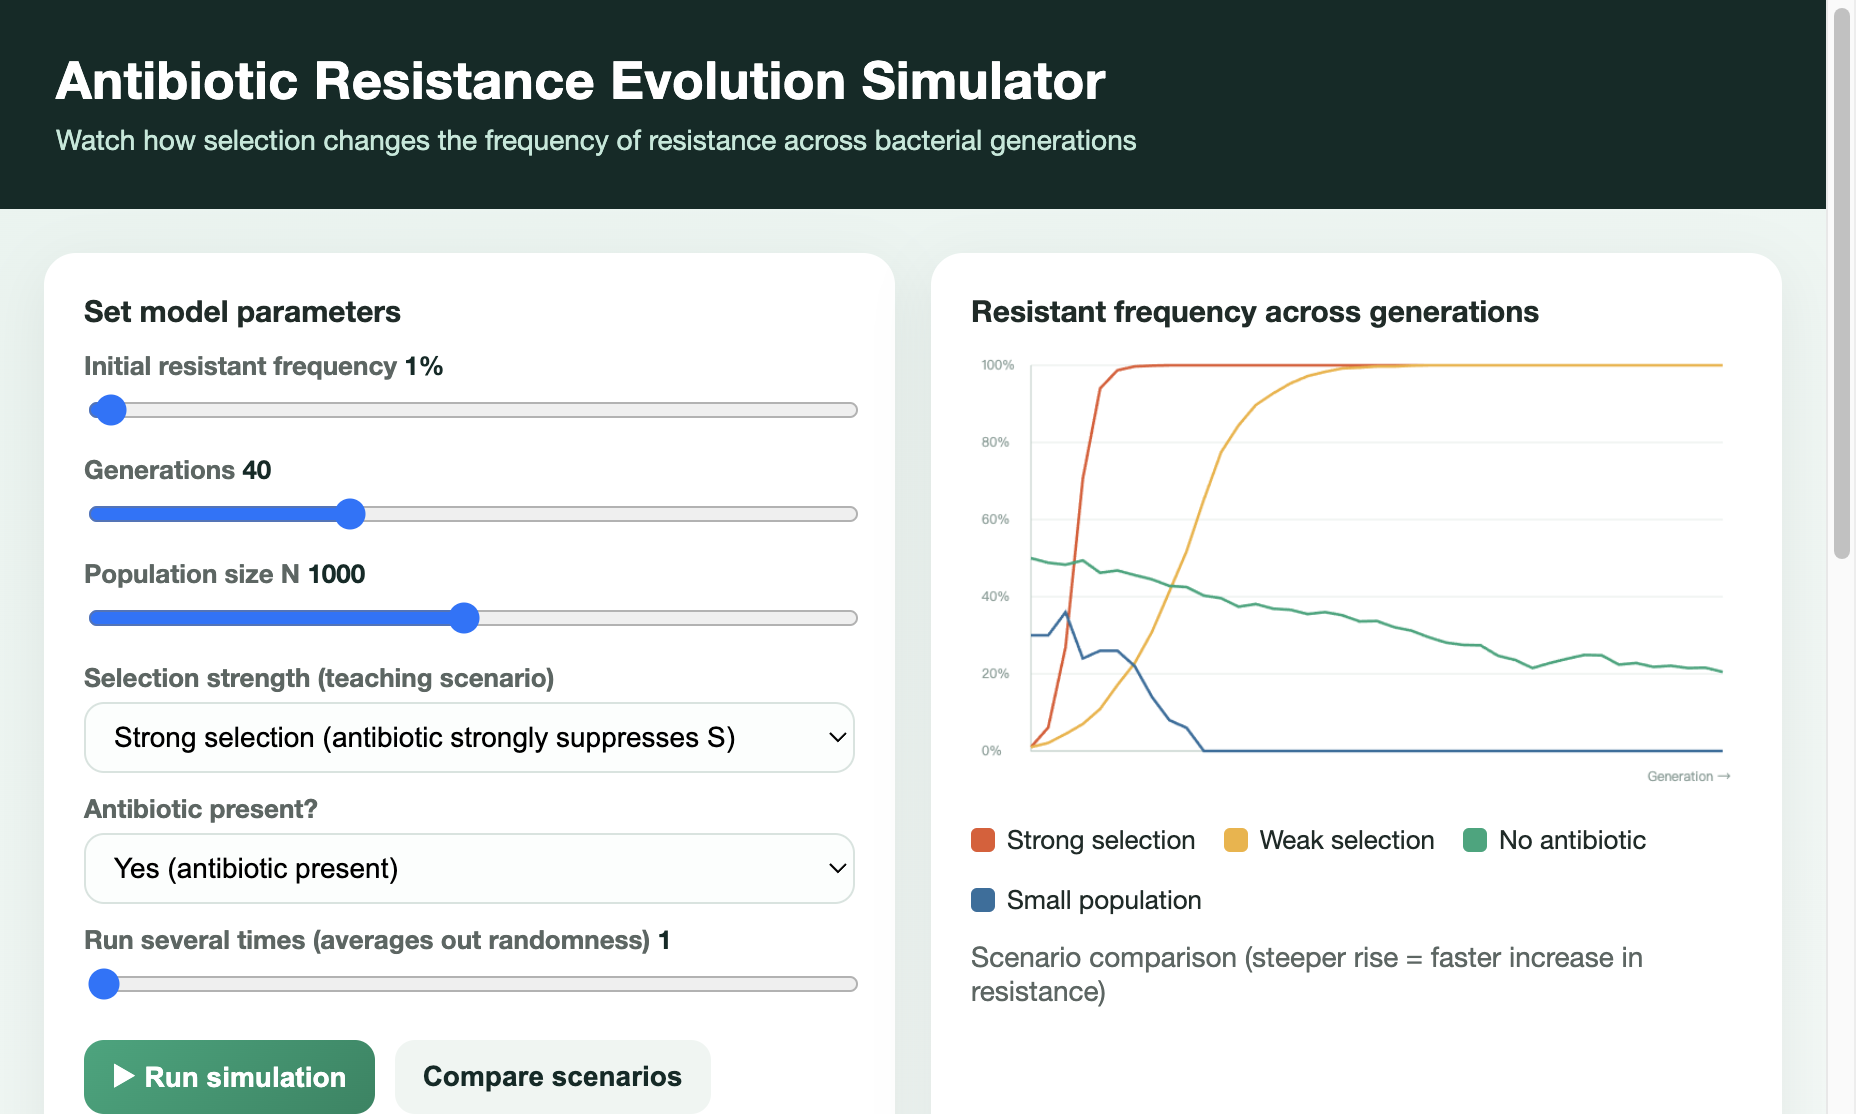 Antibiotic Resistance Evolution Simulator
Watch how selection changes the frequency of resistance across bacterial generations
Set model parameters
Initial resistant frequency 1%
Generations 40
Population size N 1000
Selection strength (teaching scenario)
Strong selection (antibiotic strongly suppresses S)
Antibiotic present?
Yes (antibiotic present)
Run several times (averages out randomness) 1
▶ Run simulation
Compare scenarios
Resistant frequency across generations
100%
80%
60%
40%
20%
0%
Generation →
Strong selection
Weak selection
No antibiotic
Small population
Scenario comparison (steeper rise = faster increase in
resistance)